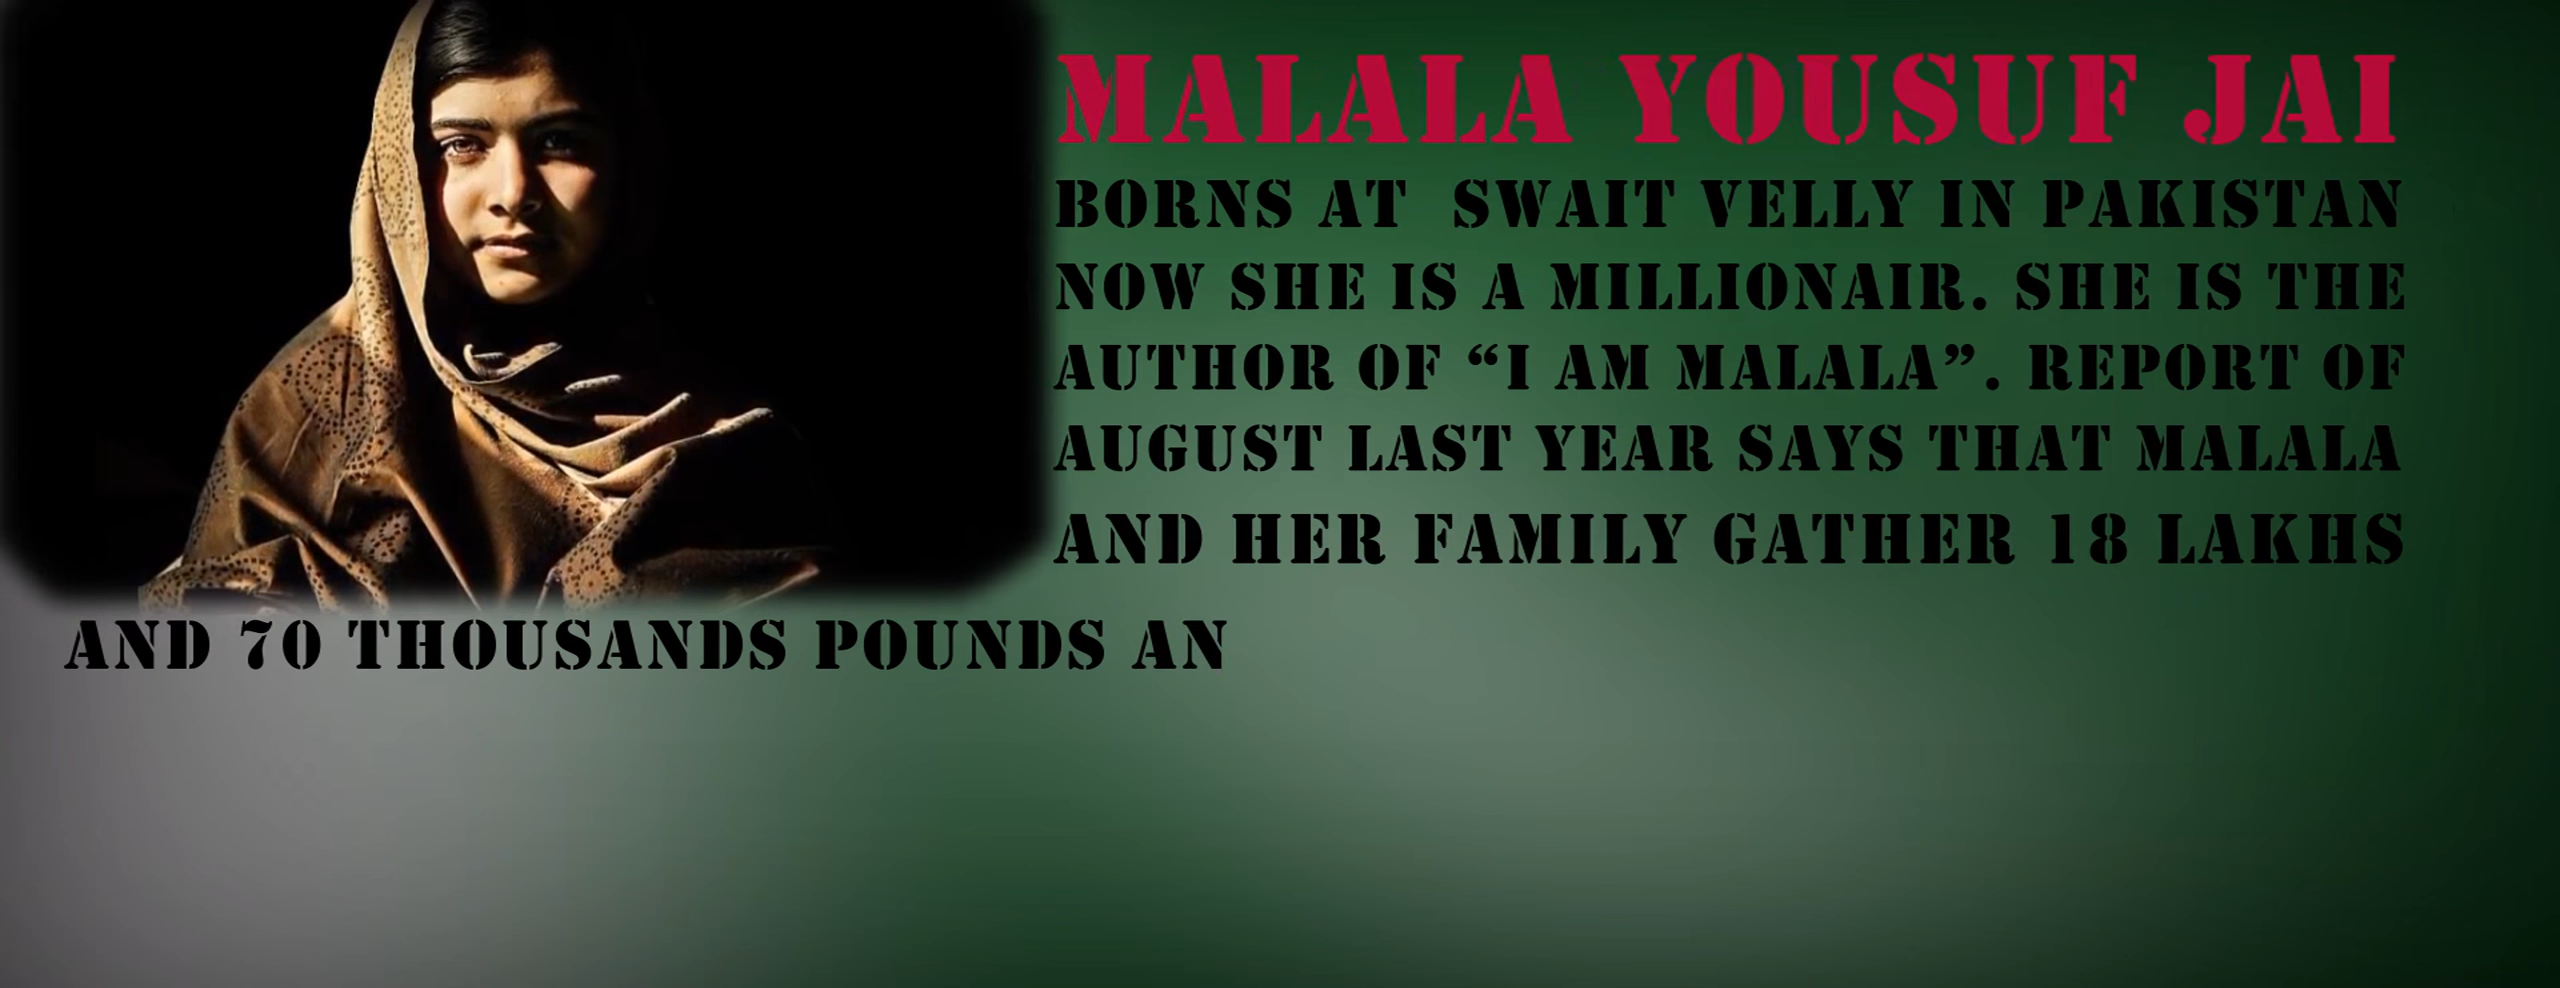 MALALA YOUSUF JAI
BORNS AT SWAIT VELLY IN PAKISTAN
NOW SHE IS A MILLIONAIR. SHE IS THE
AUTHOR OF “I AM MALALA”. REPORT OF
AUGUST LAST YEAR SAYS THAT MALALA
AND HER FAMILY GATHER 18 LAKHS
AND 70 THOUSANDS POUNDS AN